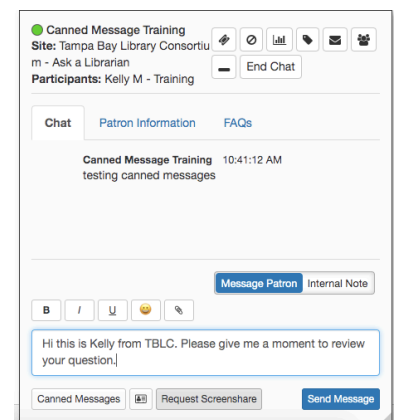 Canned Message Training
Site: Tampa Bay Library Consortiu
m - Ask a Librarian
Participants: Kelly M - Training
End Chat
Chat Patron Information FAQs
Canned Message Training 10:41:12 AM
testing canned messages
Message Patron Internal Note
B I U
Hi this is Kelly from TBLC. Please give me a moment to review
your question.
Canned Messages Request Screenshare Send Message